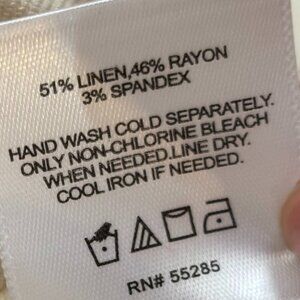 51% LINEN,46% RAYON
3% SPANDEX
HAND WASH COLD SEPARATELY.
ONLY NON-CHLORINE BLEACH
WHEN NEEDED.LINE DRY.
COOL IRON IF NEEDED.
RN# 55285